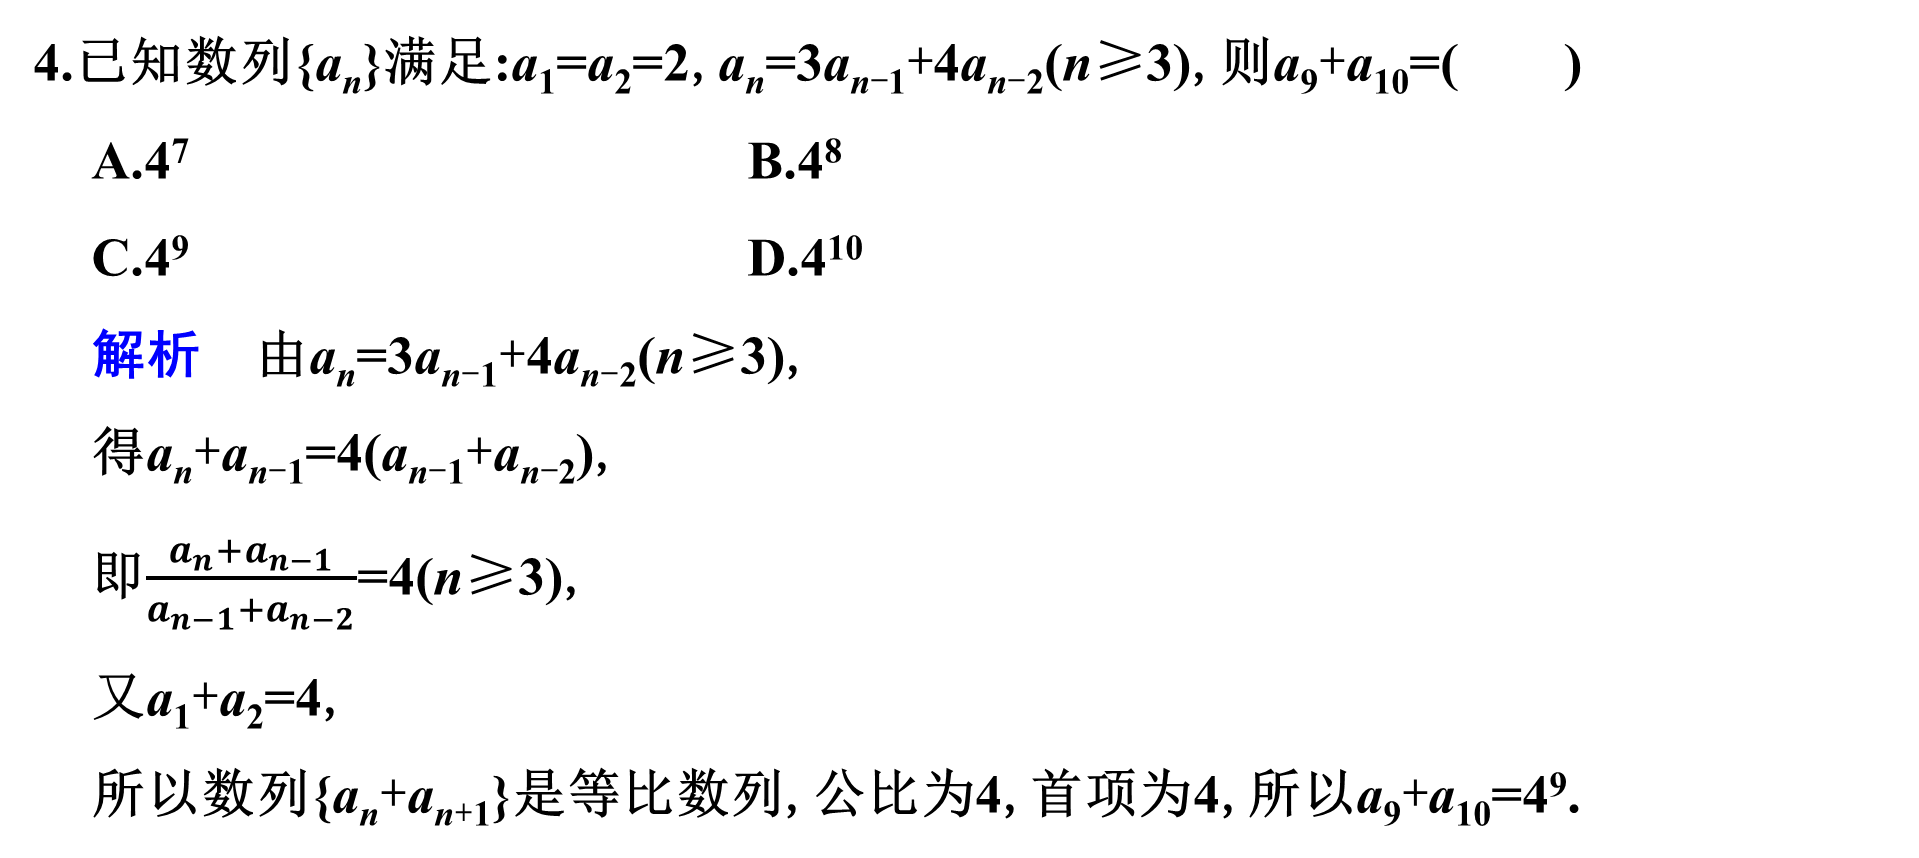 4.已知数列{aₙ}满足:a₁=a₂=2, aₙ=3aₙ₋₁+4aₙ₋₂(n≥3), 则a₉+a₁₀=(  )
A.4⁷ B.4⁸
C.4⁹ D.4¹⁰
解析 由aₙ=3aₙ₋₁+4aₙ₋₂(n≥3),
得aₙ+aₙ₋₁=4(aₙ₋₁+aₙ₋₂),
即(aₙ+aₙ₋₁)/(aₙ₋₁+aₙ₋₂)=4(n≥3),
又a₁+a₂=4,
所以数列{aₙ+aₙ₊₁}是等比数列, 公比为4, 首项为4, 所以a₉+a₁₀=4⁹.